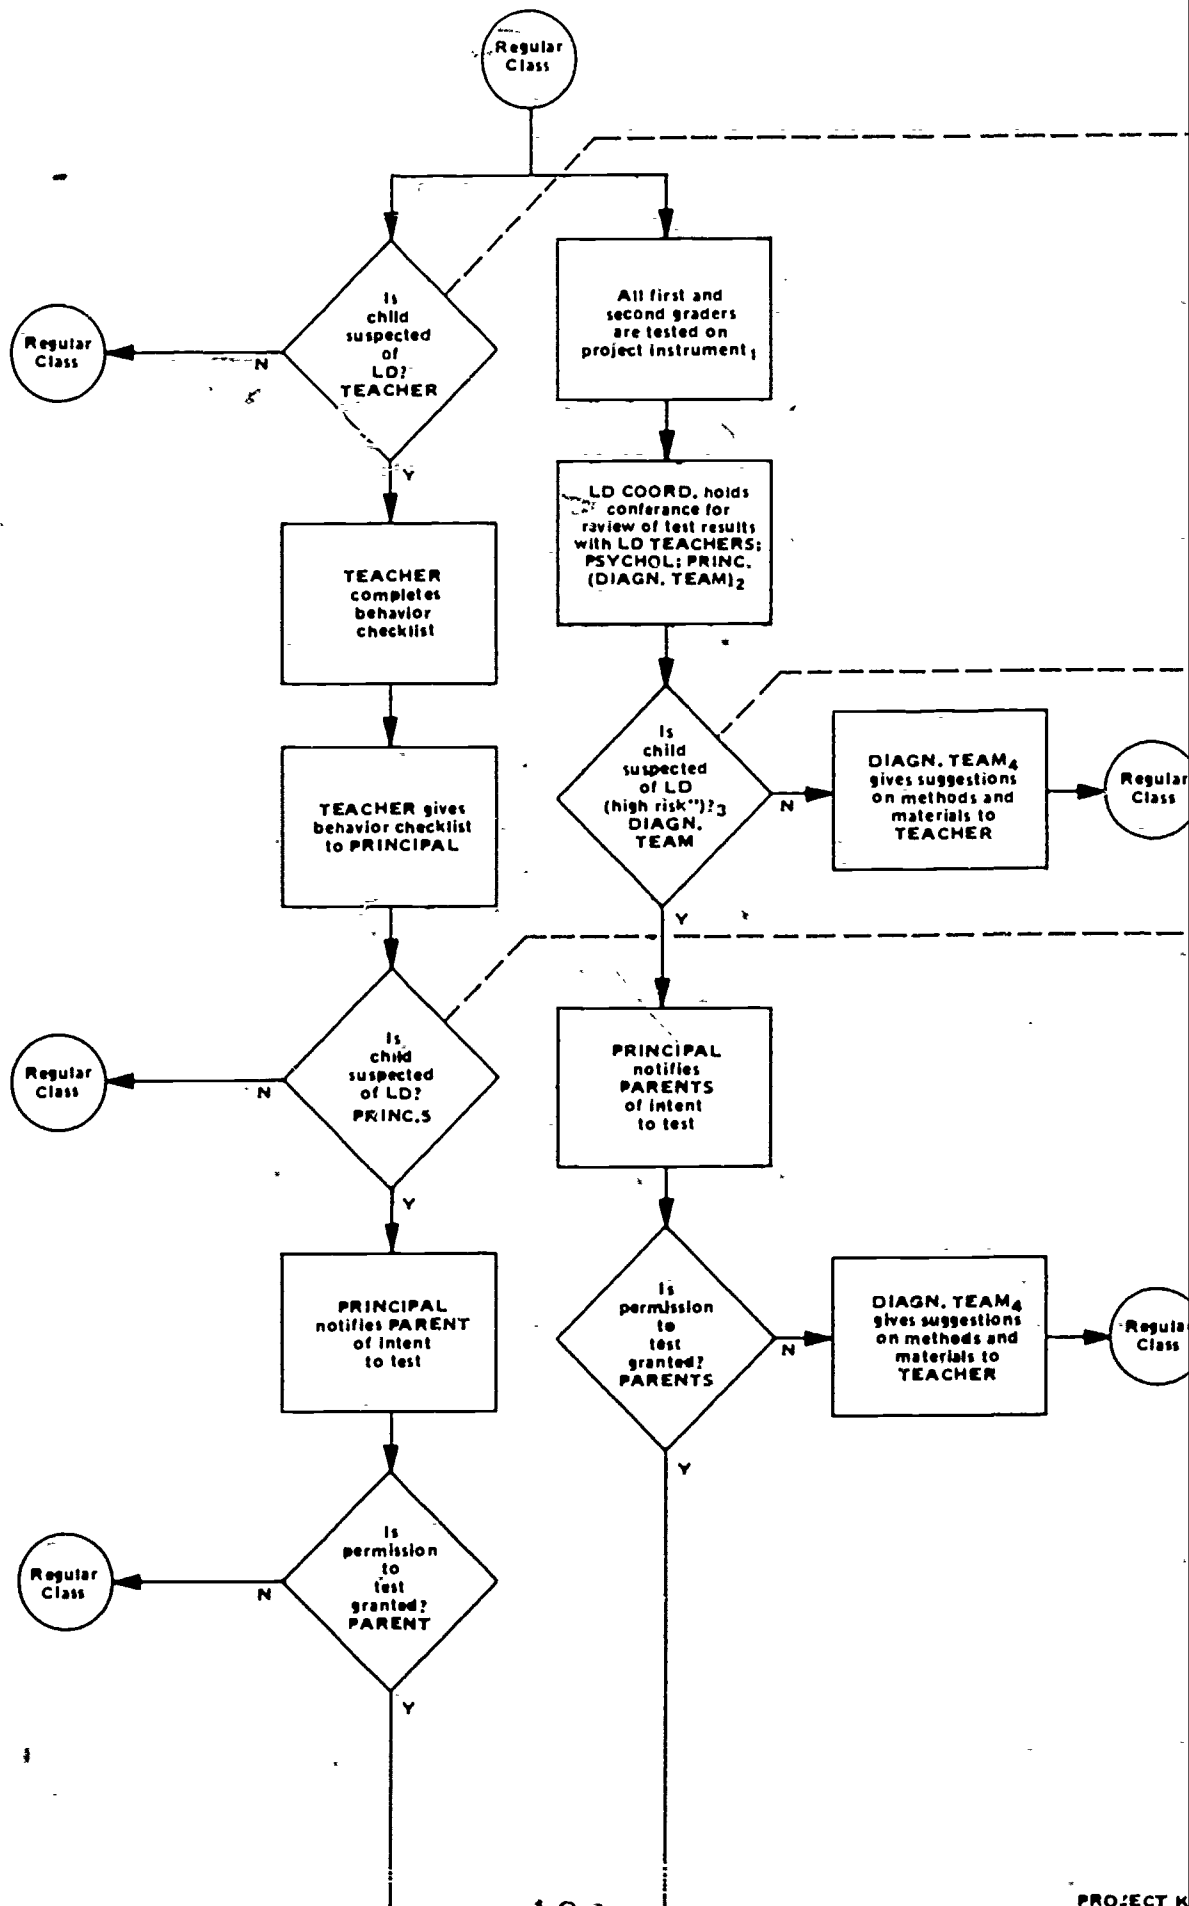 Regular
Class
Is
child
suspected
of
LD?
TEACHER
N
Y
Regular
Class
All first and
second graders
are tested on
project instrument1
LD COORD. holds
conferance for
raview of test results
with LD TEACHERS;
PSYCHOL; PRINC.
(DIAGN. TEAM)2
TEACHER
completes
behavior
checklist
TEACHER gives
behavior checklist
to PRINCIPAL
Is
child
suspected
of LD
(high risk")?3
DIAGN.
TEAM
N
Y
DIAGN. TEAM4
gives suggestions
on methods and
materials to
TEACHER
Regular
Class
Is
child
suspected
of LD?
PRINC.5
N
Y
Regular
Class
PRINCIPAL
notifies
PARENTS
of intent
to test
PRINCIPAL
notifies PARENT
of intent
to test
Is
permission
to
test
granted?
PARENTS
N
Y
DIAGN. TEAM4
gives suggestions
on methods and
materials to
TEACHER
Regula
Class
Is
permission
to
test
granted?
PARENT
N
Y
Regular
Class
PROJECT K